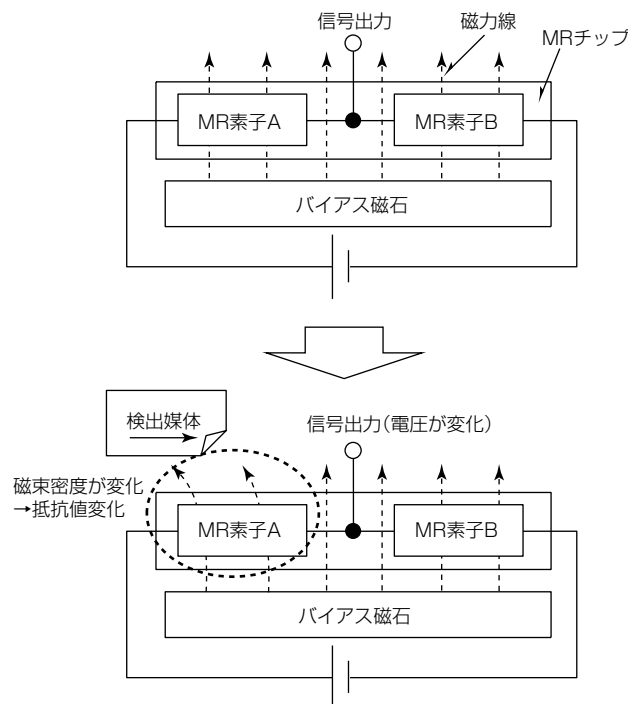 信号出力
磁力線
MRチップ
MR素子A
MR素子B
バイアス磁石
検出媒体
信号出力(電圧が変化)
磁束密度が変化
→抵抗値変化
MR素子A
MR素子B
バイアス磁石